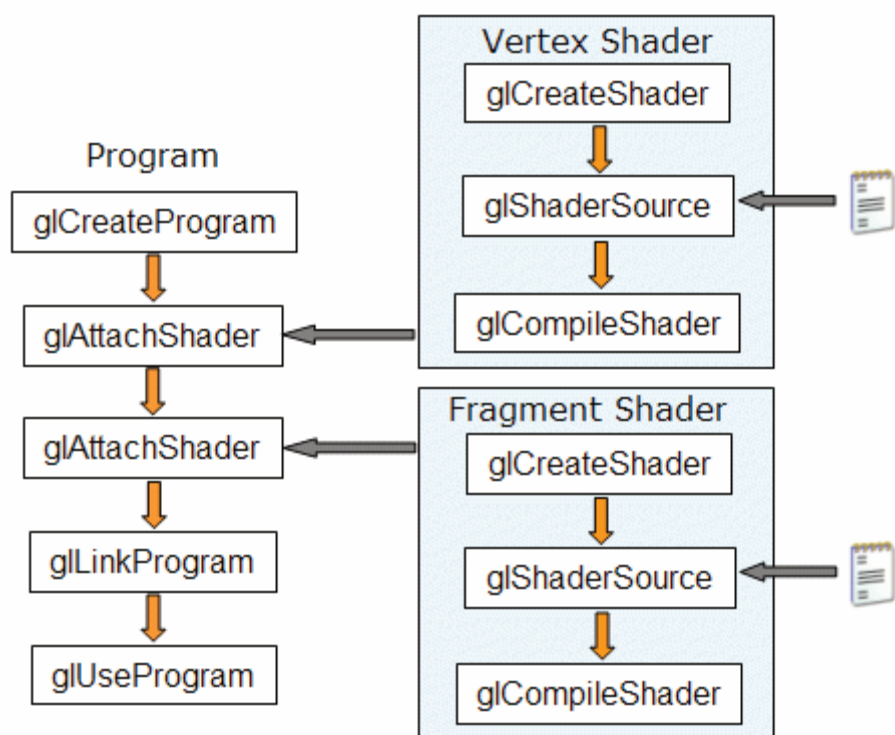 Program
glCreateProgram
glAttachShader
glAttachShader
glLinkProgram
glUseProgram
Vertex Shader
glCreateShader
glShaderSource
glCompileShader
Fragment Shader
glCreateShader
glShaderSource
glCompileShader